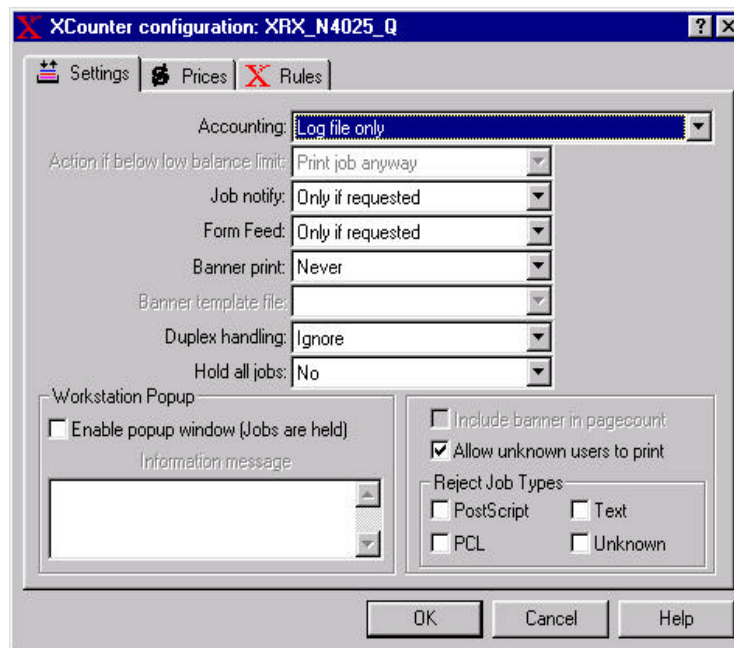 XCounter configuration: XRX_N4025_Q
Settings Prices Rules
Accounting: Log file only
Action if below low balance limit: Print job anyway
Job notify: Only if requested
Form Feed: Only if requested
Banner print: Never
Banner template file:
Duplex handling: Ignore
Hold all jobs: No
Workstation Popup
Enable popup window (Jobs are held)
Information message
Include banner in pagecount
Allow unknown users to print
Reject Job Types
PostScript Text
PCL Unknown
OK Cancel Help